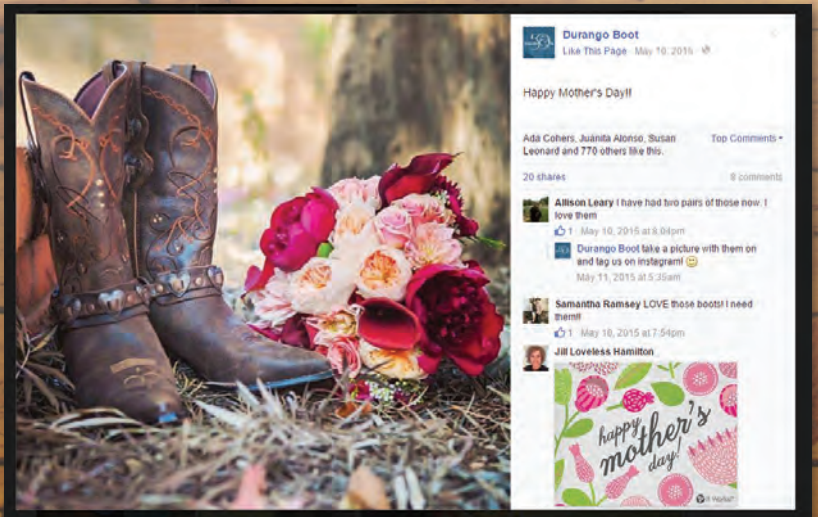 Durango Boot
Like This Page · May 10, 2015 ·
Happy Mother's Day!!
Ada Cohers, Juanita Alonso, Susan
Leonard and 770 others like this.
Top Comments
20 shares
8 comments
Allison Leary I have had two pairs of those now. I
love them
1 · May 10, 2015 at 8:04pm
Durango Boot take a picture with them on
and tag us on instagram!
May 11, 2015 at 5:35am
Samantha Ramsey LOVE those boots! I need
them!!
1 · May 10, 2015 at 7:54pm
Jill Loveless Hamilton
happy
mother's
day!
It Works!